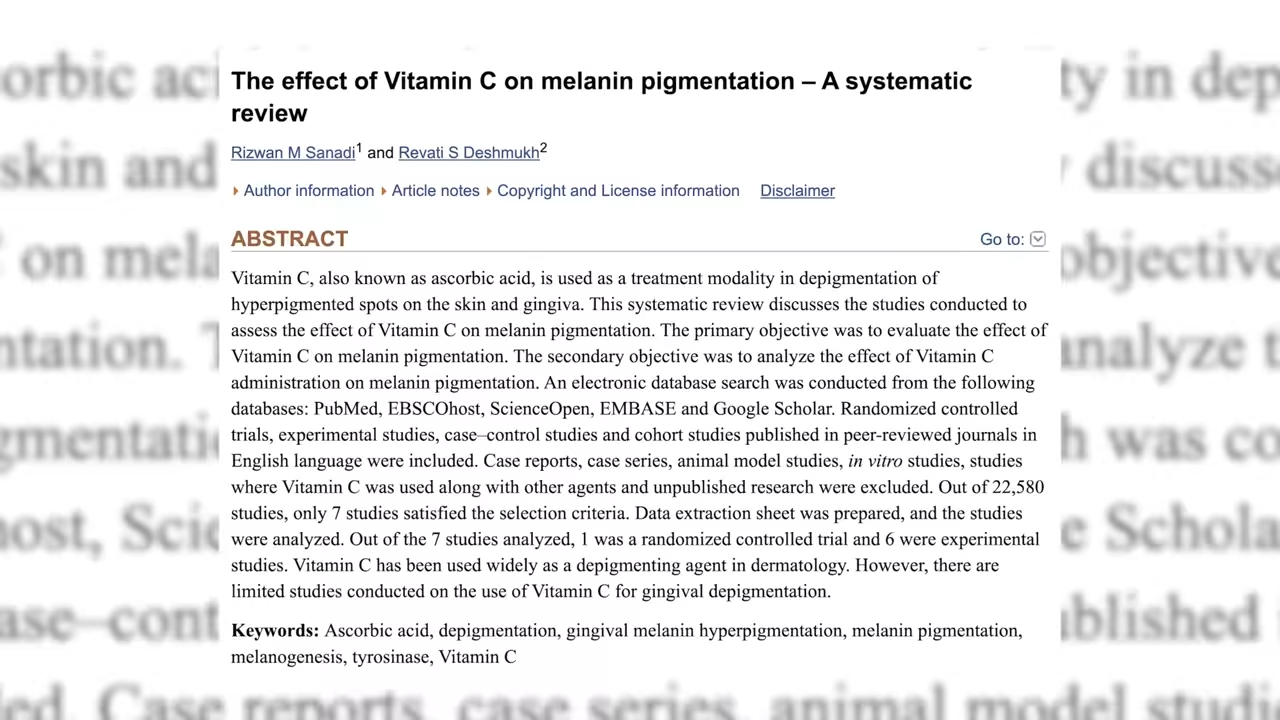 The effect of Vitamin C on melanin pigmentation – A systematic
review
Rizwan M Sanadi1 and Revati S Deshmukh2
Author information Article notes Copyright and License information Disclaimer
ABSTRACT Go to:
Vitamin C, also known as ascorbic acid, is used as a treatment modality in depigmentation of
hyperpigmented spots on the skin and gingiva. This systematic review discusses the studies conducted to
assess the effect of Vitamin C on melanin pigmentation. The primary objective was to evaluate the effect of
Vitamin C on melanin pigmentation. The secondary objective was to analyze the effect of Vitamin C
administration on melanin pigmentation. An electronic database search was conducted from the following
databases: PubMed, EBSCOhost, ScienceOpen, EMBASE and Google Scholar. Randomized controlled
trials, experimental studies, case–control studies and cohort studies published in peer-reviewed journals in
English language were included. Case reports, case series, animal model studies, in vitro studies, studies
where Vitamin C was used along with other agents and unpublished research were excluded. Out of 22,580
studies, only 7 studies satisfied the selection criteria. Data extraction sheet was prepared, and the studies
were analyzed. Out of the 7 studies analyzed, 1 was a randomized controlled trial and 6 were experimental
studies. Vitamin C has been used widely as a depigmenting agent in dermatology. However, there are
limited studies conducted on the use of Vitamin C for gingival depigmentation.
Keywords: Ascorbic acid, depigmentation, gingival melanin hyperpigmentation, melanin pigmentation,
melanogenesis, tyrosinase, Vitamin C